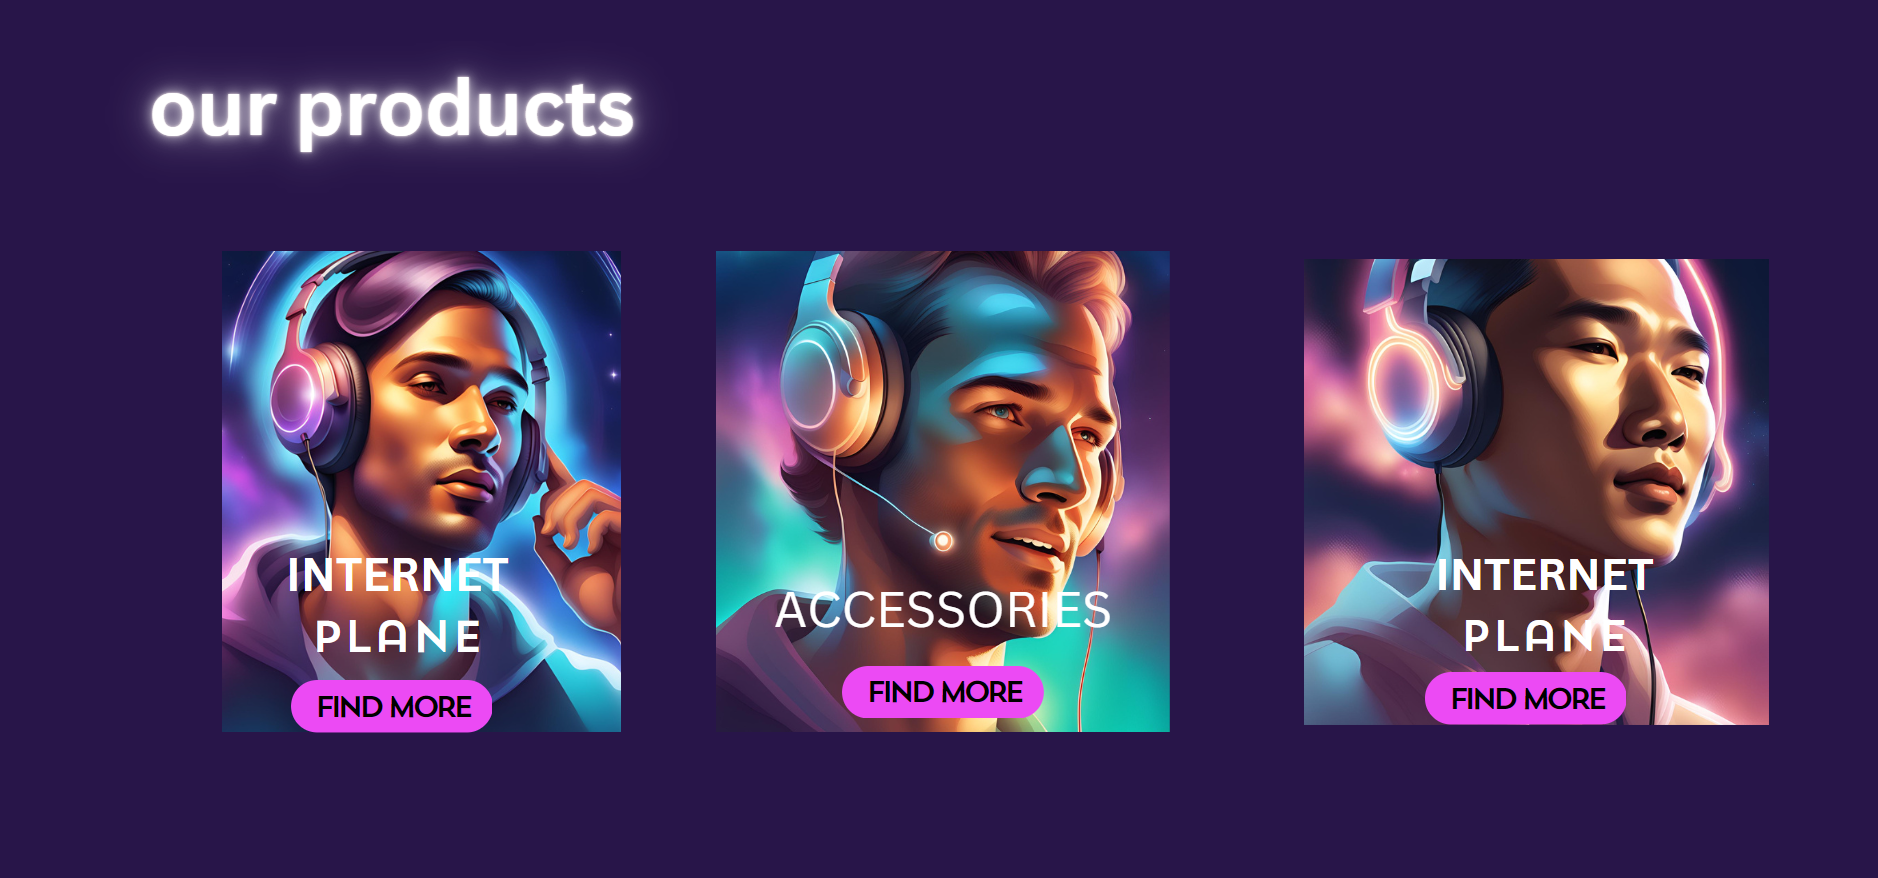 our products
INTERNET
PLANE
FIND MORE
ACCESSORIES
FIND MORE
INTERNET
PLANE
FIND MORE